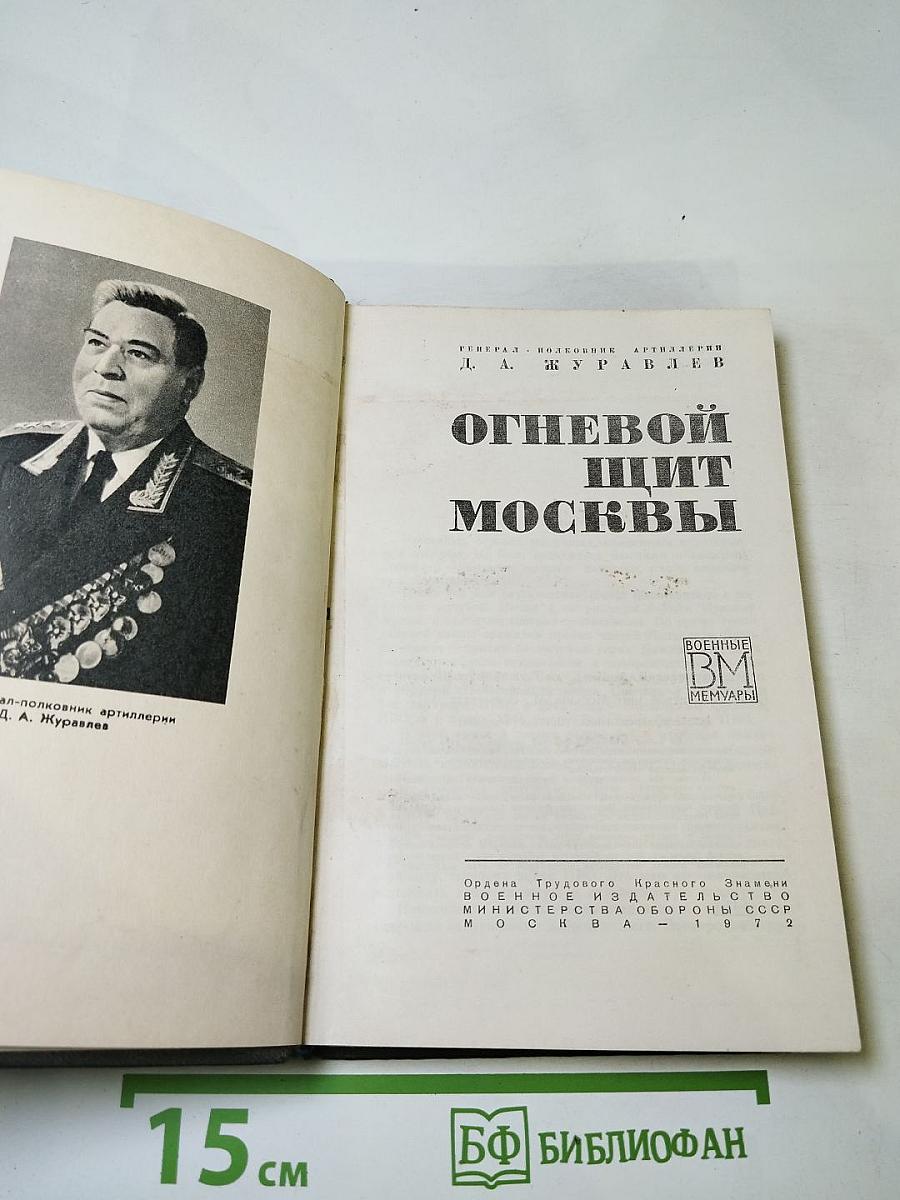 ал-полковник артиллерии
Д. А. Журавлев
ГЕНЕРАЛ-ПОЛКОВНИК АРТИЛЛЕРИИ
Д. А. ЖУРАВЛЕВ
ОГНЕВОЙ
ЩИТ
МОСКВЫ
ВОЕННЫЕ
ВМ
МЕМУАРЫ
Ордена Трудового Красного Знамени
ВОЕННОЕ ИЗДАТЕЛЬСТВО
МИНИСТЕРСТВА ОБОРОНЫ СССР
МОСКВА — 1972
15 см
БФ БИБЛИОФАН